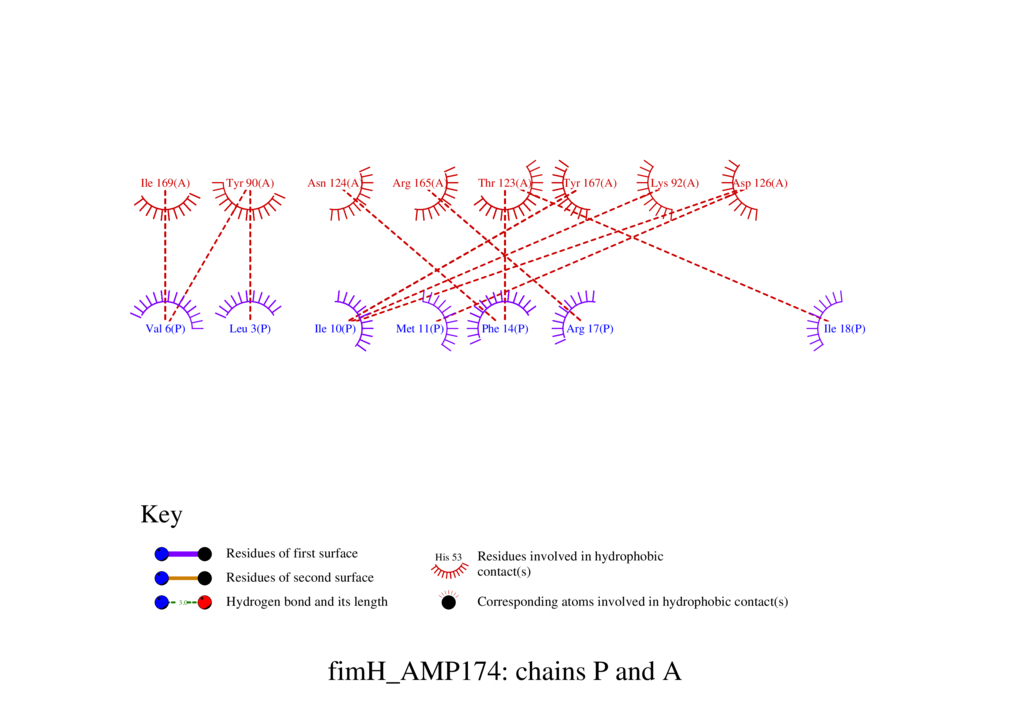 Ile 169(A) Tyr 90(A) Asn 124(A) Arg 165(A) Thr 123(A) Tyr 167(A) Lys 92(A) Asp 126(A)
Val 6(P) Leu 3(P) Ile 10(P) Met 11(P) Phe 14(P) Arg 17(P) Ile 18(P)
Key
Residues of first surface
Residues of second surface
3.0 Hydrogen bond and its length
His 53 Residues involved in hydrophobic
contact(s)
Corresponding atoms involved in hydrophobic contact(s)
fimH_AMP174: chains P and A